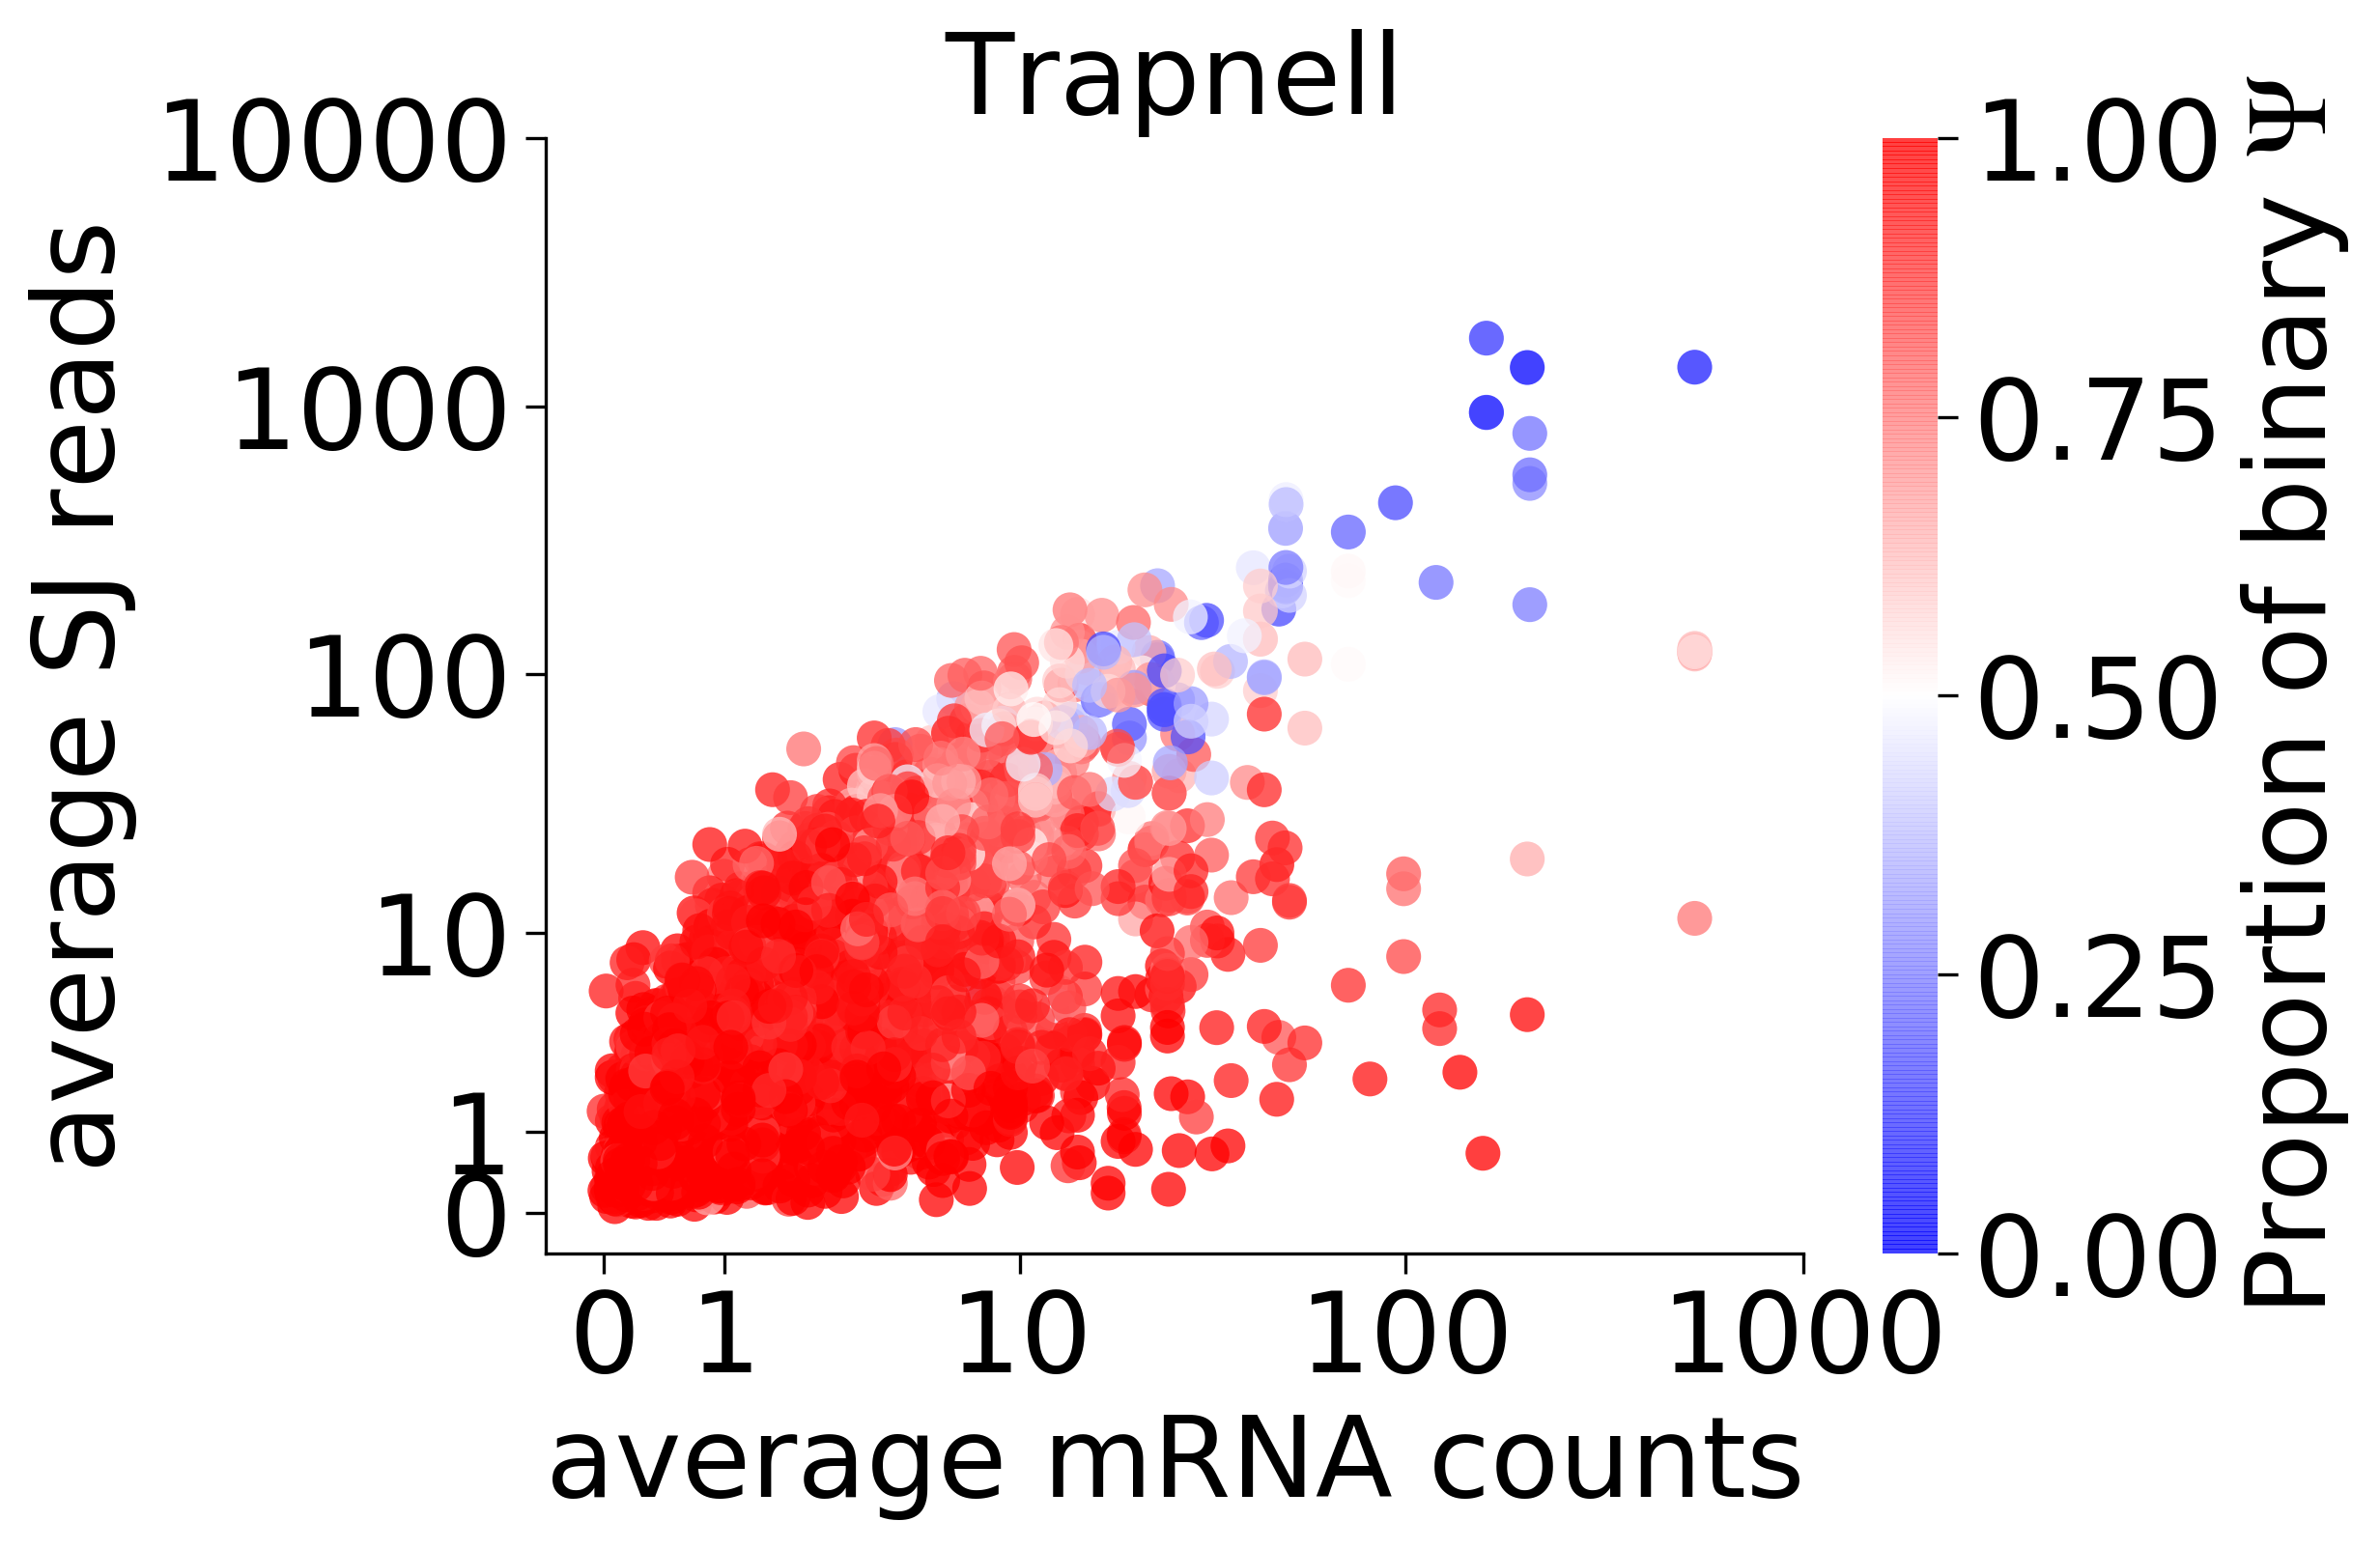 Trapnell
average SJ reads
10000
1000
100
10
1
0
0 1 10 100 1000
average mRNA counts
1.00
0.75
0.50
0.25
0.00
Proportion of binary Ψ